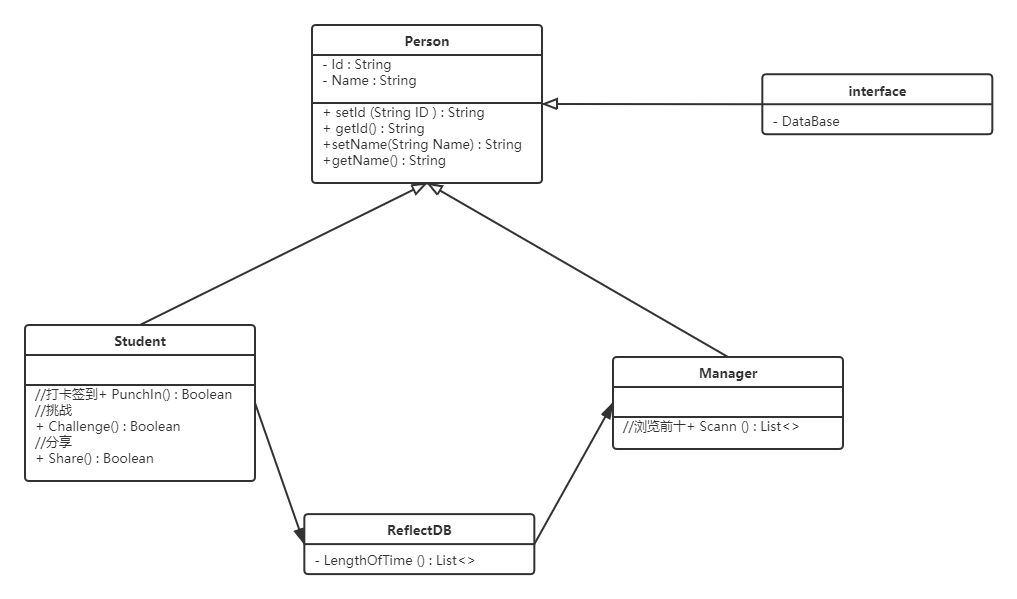 Person
- Id : String
- Name : String
+ setId (String ID ) : String
+ getId() : String
+setName(String Name) : String
+getName() : String
interface
- DataBase
Student
//打卡签到+ PunchIn() : Boolean
//挑战
+ Challenge() : Boolean
//分享
+ Share() : Boolean
Manager
//浏览前十+ Scann () : List<>
ReflectDB
- LengthOfTime () : List<>